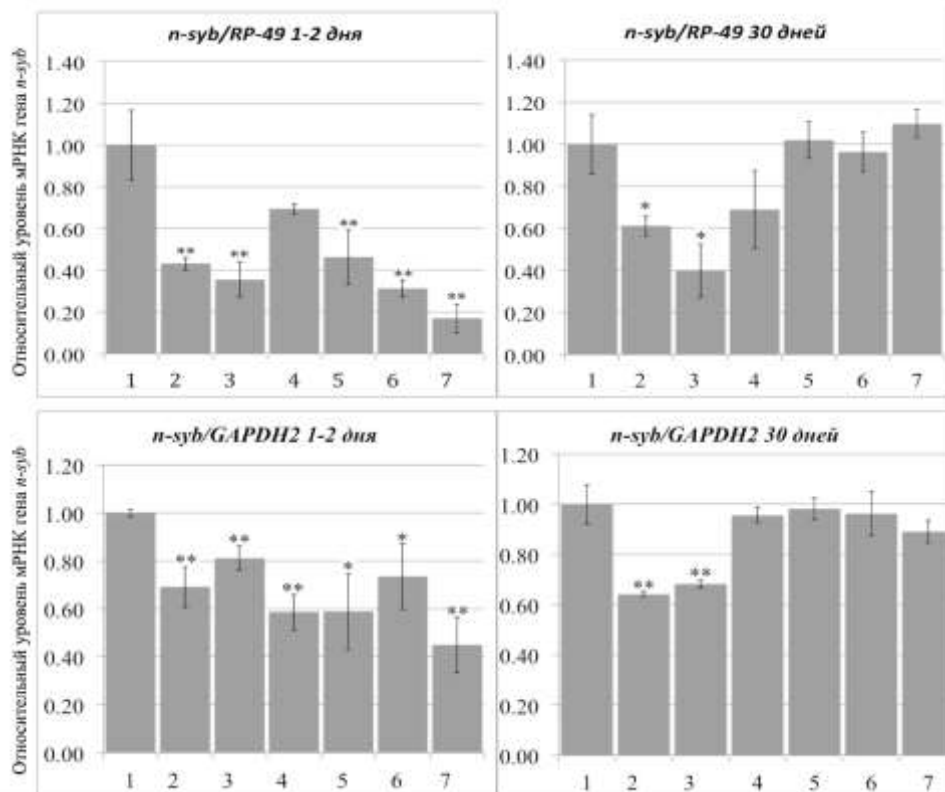 n-syb/RP-49 1-2 дня
Относительный уровень мРНК гена n-syb
1.40
1.20
1.00
0.80
0.60
0.40
0.20
0.00
** ** ** ** **
1 2 3 4 5 6 7
n-syb/RP-49 30 дней
1.40
1.20
1.00
0.80
0.60
0.40
0.20
0.00
* *
1 2 3 4 5 6 7
n-syb/GAPDH2 1-2 дня
Относительный уровень мРНК гена n-syb
1.20
1.00
0.80
0.60
0.40
0.20
0.00
** ** ** * * **
1 2 3 4 5 6 7
n-syb/GAPDH2 30 дней
1.20
1.00
0.80
0.60
0.40
0.20
0.00
** **
1 2 3 4 5 6 7